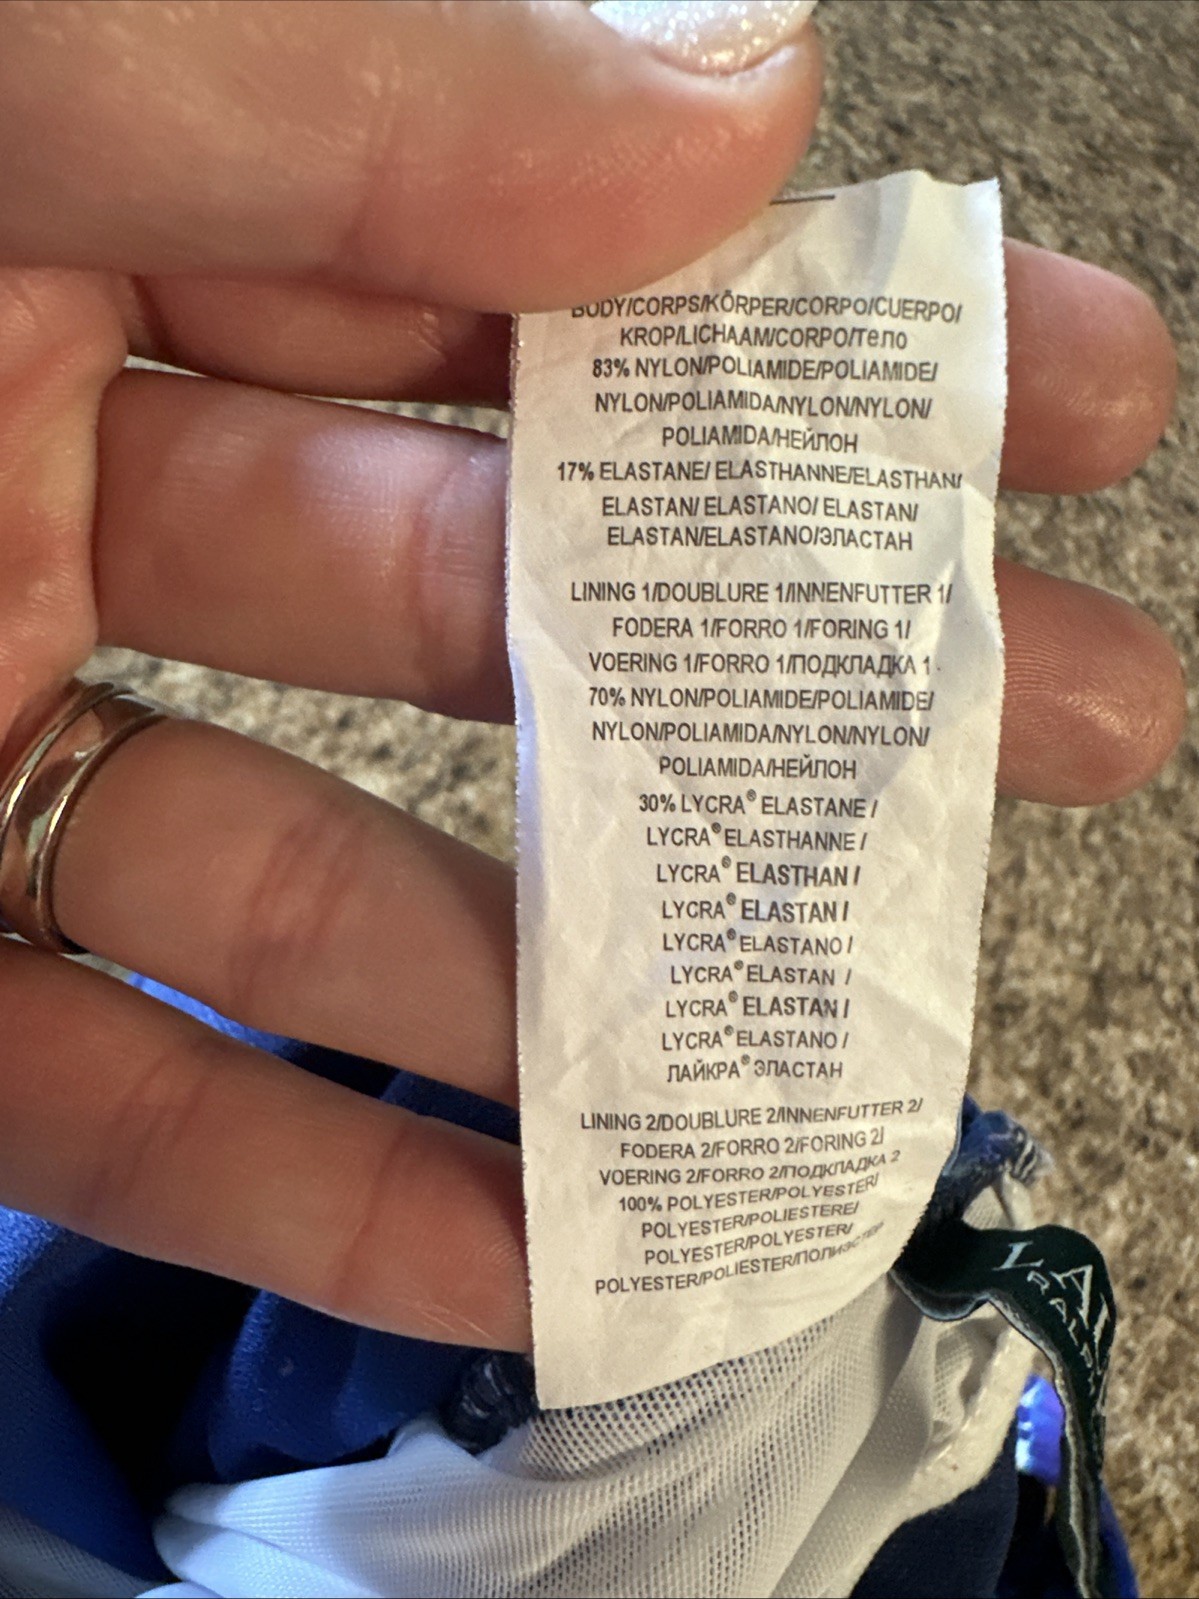 BODY/CORPS/KÖRPER/CORPO/CUERPO/
KROP/LICHAAM/CORPO/тело
83% NYLON/POLIAMIDE/POLIAMIDE/
NYLON/POLIAMIDA/NYLON/NYLON/
POLIAMIDA/НЕЙЛОН
17% ELASTANE/ ELASTHANNE/ELASTHAN/
ELASTAN/ ELASTANO/ ELASTAN/
ELASTAN/ELASTANO/ЭЛАСТАН
LINING 1/DOUBLURE 1/INNENFUTTER 1/
FODERA 1/FORRO 1/FORING 1/
VOERING 1/FORRO 1/ПОДКЛАДКА 1
70% NYLON/POLIAMIDE/POLIAMIDE/
NYLON/POLIAMIDA/NYLON/NYLON/
POLIAMIDA/НЕЙЛОН
30% LYCRA® ELASTANE /
LYCRA® ELASTHANNE /
LYCRA® ELASTHAN /
LYCRA® ELASTAN /
LYCRA® ELASTANO /
LYCRA® ELASTAN /
LYCRA® ELASTAN /
LYCRA® ELASTANO /
ЛАЙКРА® ЭЛАСТАН
LINING 2/DOUBLURE 2/INNENFUTTER 2/
FODERA 2/FORRO 2/FORING 2/
VOERING 2/FORRO 2/ПОДКЛАДКА 2
100% POLYESTER/POLYESTER/
POLYESTER/POLIESTERE/
POLYESTER/POLYESTER/
POLYESTER/POLIESTER/ПОЛИЭСТЕР
RALPH